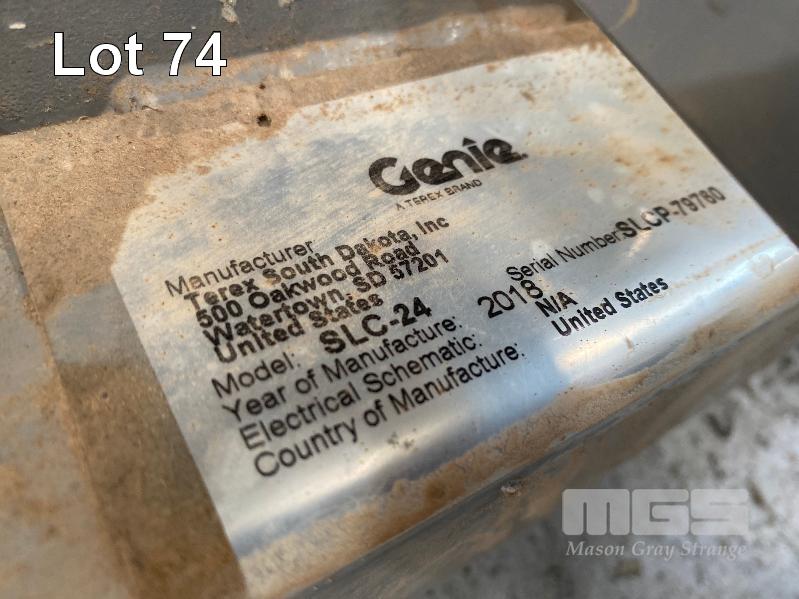 Lot 74
Genie
A TEREX BRAND
Manufacturer
Terex South Dakota, Inc
500 Oakwood Road
Watertown, SD 57201
United States
Model: SLC-24
Serial Number: SLCP-79760
Year of Manufacture: 2018
Electrical Schematic: N/A
Country of Manufacture: United States
MGS
Mason Gray Strange